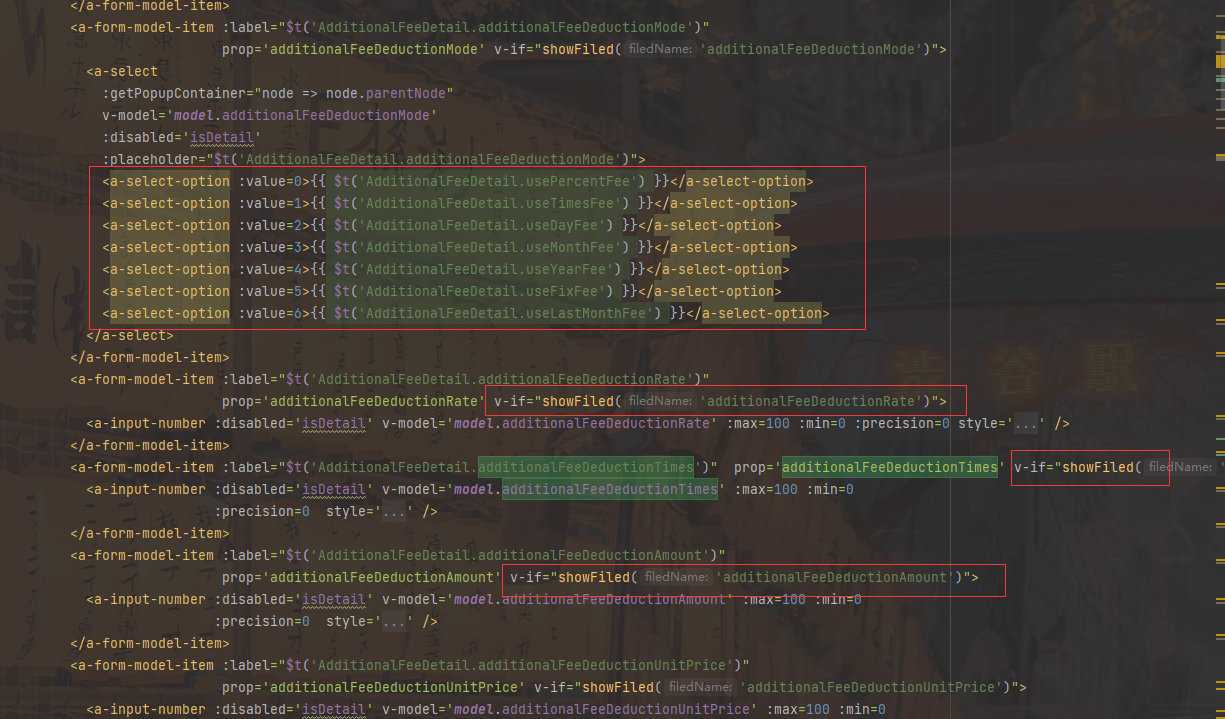 </a-form-model-item>
<a-form-model-item :label="$t('AdditionalFeeDetail.additionalFeeDeductionMode')"
prop='additionalFeeDeductionMode' v-if="showFiled( filedName: 'additionalFeeDeductionMode')">
<a-select
:getPopupContainer="node => node.parentNode"
v-model='model.additionalFeeDeductionMode'
:disabled='isDetail'
:placeholder="$t('AdditionalFeeDetail.additionalFeeDeductionMode')">
<a-select-option :value=0>{{ $t('AdditionalFeeDetail.usePercentFee') }}</a-select-option>
<a-select-option :value=1>{{ $t('AdditionalFeeDetail.useTimesFee') }}</a-select-option>
<a-select-option :value=2>{{ $t('AdditionalFeeDetail.useDayFee') }}</a-select-option>
<a-select-option :value=3>{{ $t('AdditionalFeeDetail.useMonthFee') }}</a-select-option>
<a-select-option :value=4>{{ $t('AdditionalFeeDetail.useYearFee') }}</a-select-option>
<a-select-option :value=5>{{ $t('AdditionalFeeDetail.useFixFee') }}</a-select-option>
<a-select-option :value=6>{{ $t('AdditionalFeeDetail.useLastMonthFee') }}</a-select-option>
</a-select>
</a-form-model-item>
<a-form-model-item :label="$t('AdditionalFeeDetail.additionalFeeDeductionRate')"
prop='additionalFeeDeductionRate' v-if="showFiled( filedName: 'additionalFeeDeductionRate')">
<a-input-number :disabled='isDetail' v-model='model.additionalFeeDeductionRate' :max=100 :min=0 :precision=0 style='...' />
</a-form-model-item>
<a-form-model-item :label="$t('AdditionalFeeDetail.additionalFeeDeductionTimes')" prop='additionalFeeDeductionTimes' v-if="showFiled( filedName: '
<a-input-number :disabled='isDetail' v-model='model.additionalFeeDeductionTimes' :max=100 :min=0
:precision=0 style='...' />
</a-form-model-item>
<a-form-model-item :label="$t('AdditionalFeeDetail.additionalFeeDeductionAmount')"
prop='additionalFeeDeductionAmount' v-if="showFiled( filedName: 'additionalFeeDeductionAmount')">
<a-input-number :disabled='isDetail' v-model='model.additionalFeeDeductionAmount' :max=100 :min=0
:precision=0 style='...' />
</a-form-model-item>
<a-form-model-item :label="$t('AdditionalFeeDetail.additionalFeeDeductionUnitPrice')"
prop='additionalFeeDeductionUnitPrice' v-if="showFiled( filedName: 'additionalFeeDeductionUnitPrice')">
<a-input-number :disabled='isDetail' v-model='model.additionalFeeDeductionUnitPrice' :max=100 :min=0